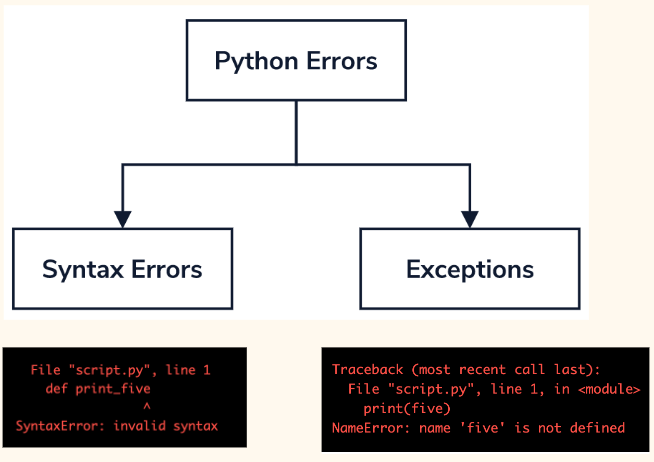 Python Errors
Syntax Errors
Exceptions
File "script.py", line 1
def print_five
^
SyntaxError: invalid syntax
Traceback (most recent call last):
File "script.py", line 1, in <module>
print(five)
NameError: name 'five' is not defined